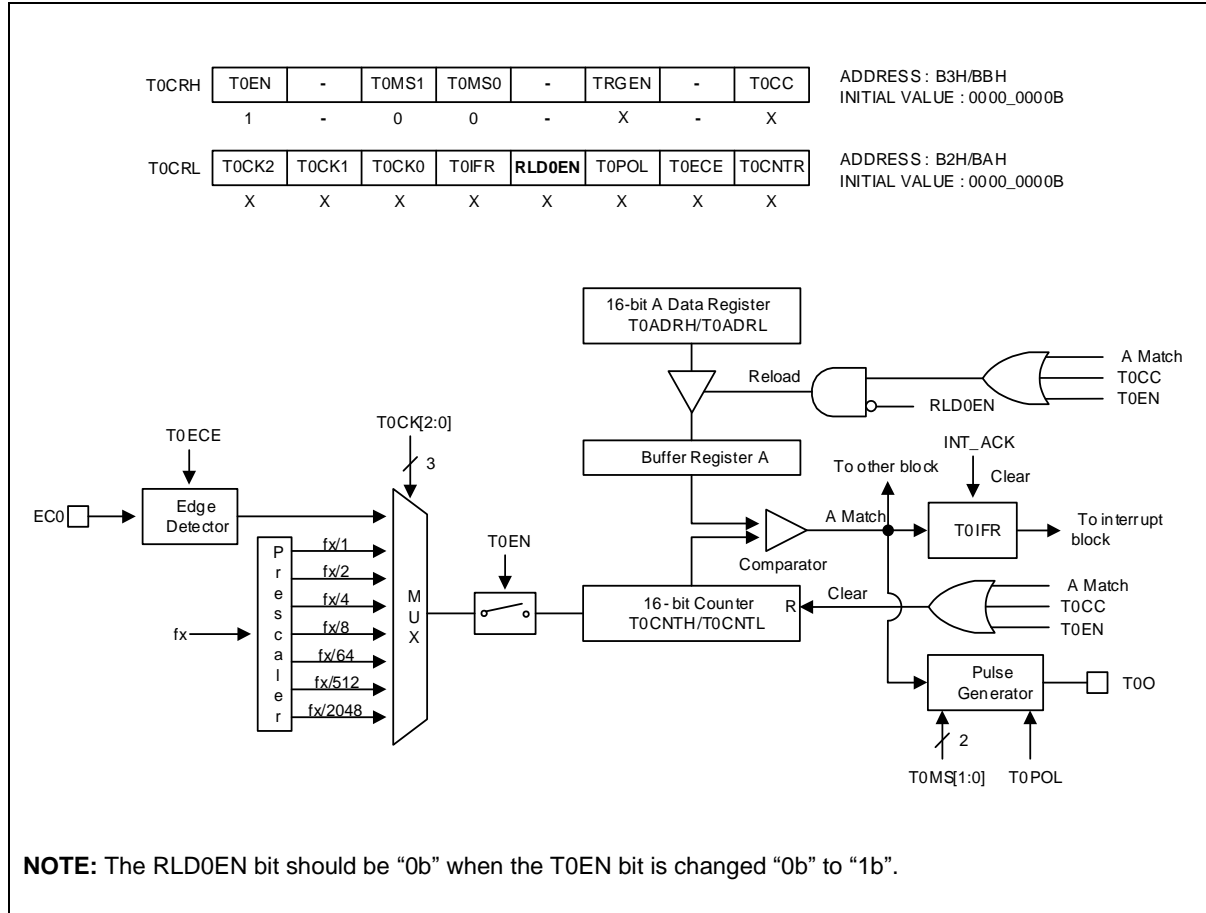 T0CRH T0EN - T0MS1 T0MS0 - TRGEN - T0CC
ADDRESS : B3H/BBH
INITIAL VALUE : 0000_0000B
1 - 0 0 - X - X
T0CRL T0CK2 T0CK1 T0CK0 T0IFR RLD0EN T0POL T0ECE T0CNTR
ADDRESS : B2H/BAH
INITIAL VALUE : 0000_0000B
X X X X X X X X
16-bit A Data Register
T0ADRH/T0ADRL
Reload
A Match
T0CC
T0EN
RLD0EN
T0CK[2:0]
3
T0ECE
Buffer Register A
INT_ACK
Clear
To other block
EC0
Edge
Detector
A Match
T0IFR
To interrupt
block
Comparator
Prescaler
fx
fx/1
fx/2
fx/4
fx/8
fx/64
fx/512
fx/2048
MUX
T0EN
16-bit Counter
T0CNTH/T0CNTL
R
Clear
A Match
T0CC
T0EN
Pulse
Generator
T0O
2
T0MS[1:0]
T0POL
NOTE: The RLD0EN bit should be “0b” when the T0EN bit is changed “0b” to “1b”.